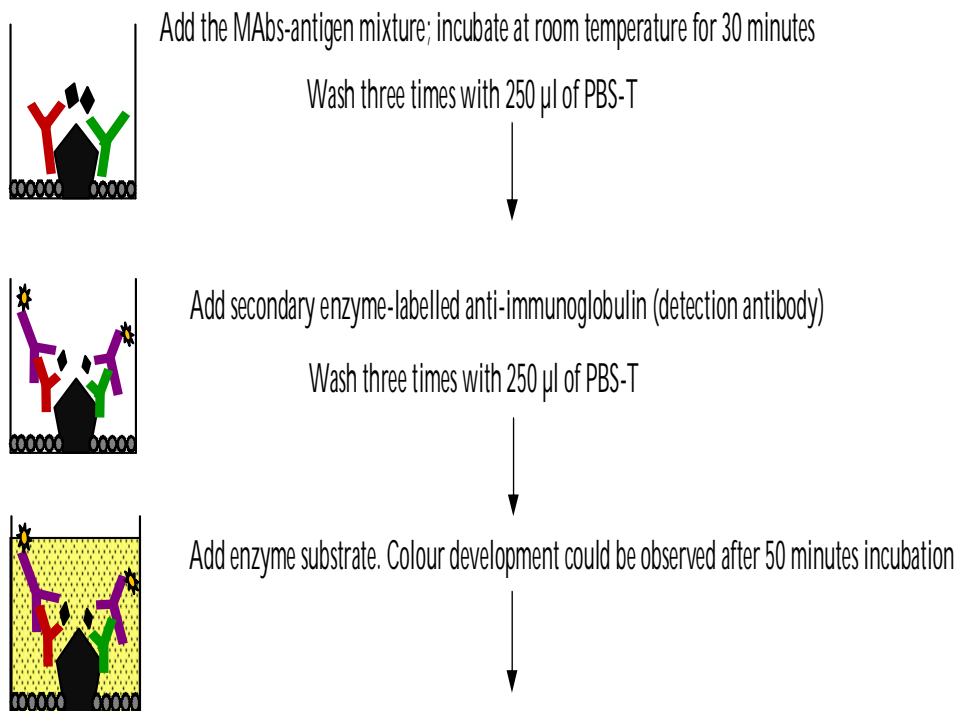 Add the MAbs-antigen mixture; incubate at room temperature for 30 minutes
Wash three times with 250 µl of PBS-T
Add secondary enzyme-labelled anti-immunoglobulin (detection antibody)
Wash three times with 250 µl of PBS-T
Add enzyme substrate. Colour development could be observed after 50 minutes incubation